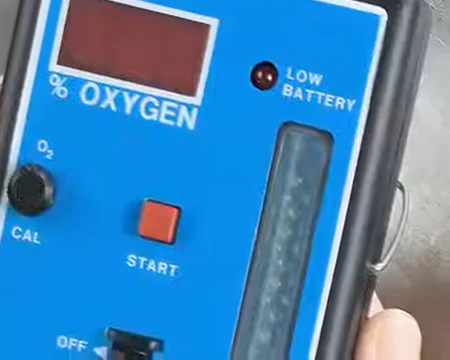 % OXYGEN
LOW
BATTERY
O₂
CAL
START
OFF